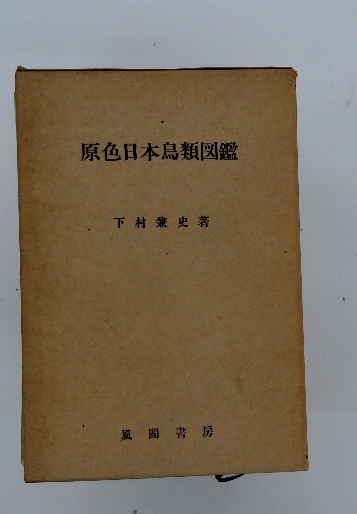 原色日本鳥類図鑑
下村兼史著
風間書房